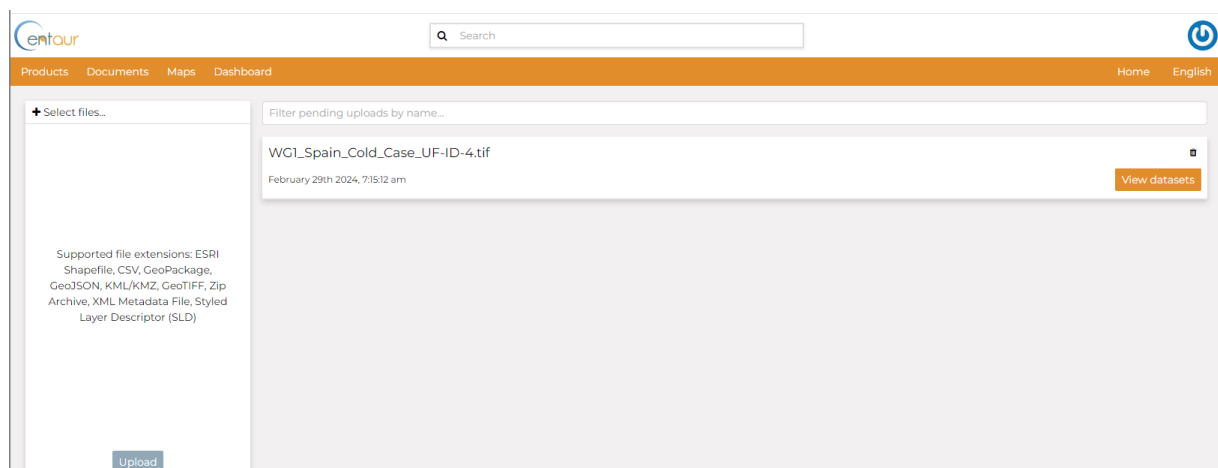 Centaur
Search
Products Documents Maps Dashboard Home English
Select files...
Filter pending uploads by name...
WG1_Spain_Cold_Case_UF-ID-4.tif
February 29th 2024, 7:15:12 am
View datasets
Supported file extensions: ESRI
Shapefile, CSV, GeoPackage,
GeoJSON, KML/KMZ, GeoTIFF, Zip
Archive, XML Metadata File, Styled
Layer Descriptor (SLD)
Upload